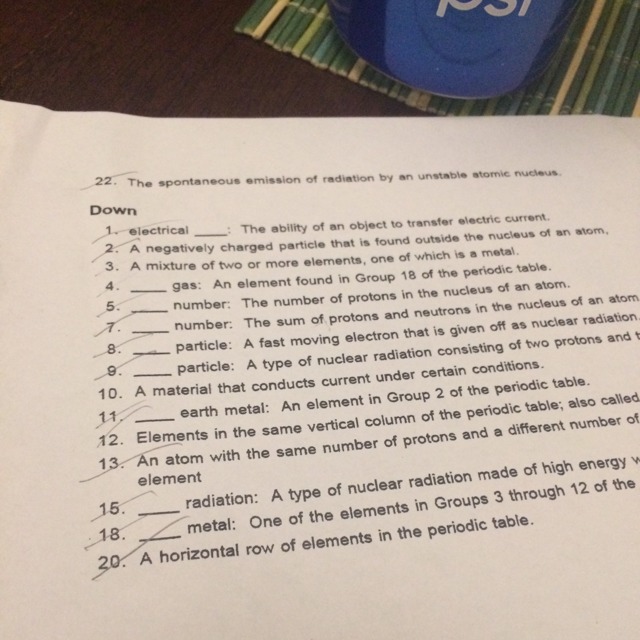 psi
22. The spontaneous emission of radiation by an unstable atomic nucleus.
Down
1. electrical ____: The ability of an object to transfer electric current.
2. A negatively charged particle that is found outside the nucleus of an atom.
3. A mixture of two or more elements, one of which is a metal.
4. ____ gas: An element found in Group 18 of the periodic table.
5. ____ number: The number of protons in the nucleus of an atom.
7. ____ number: The sum of protons and neutrons in the nucleus of an atom
8. ____ particle: A fast moving electron that is given off as nuclear radiation.
9. ____ particle: A type of nuclear radiation consisting of two protons and t
10. A material that conducts current under certain conditions.
11. ____ earth metal: An element in Group 2 of the periodic table.
12. Elements in the same vertical column of the periodic table; also called
13. An atom with the same number of protons and a different number of
element
15. ____ radiation: A type of nuclear radiation made of high energy w
18. ____ metal: One of the elements in Groups 3 through 12 of the
20. A horizontal row of elements in the periodic table.